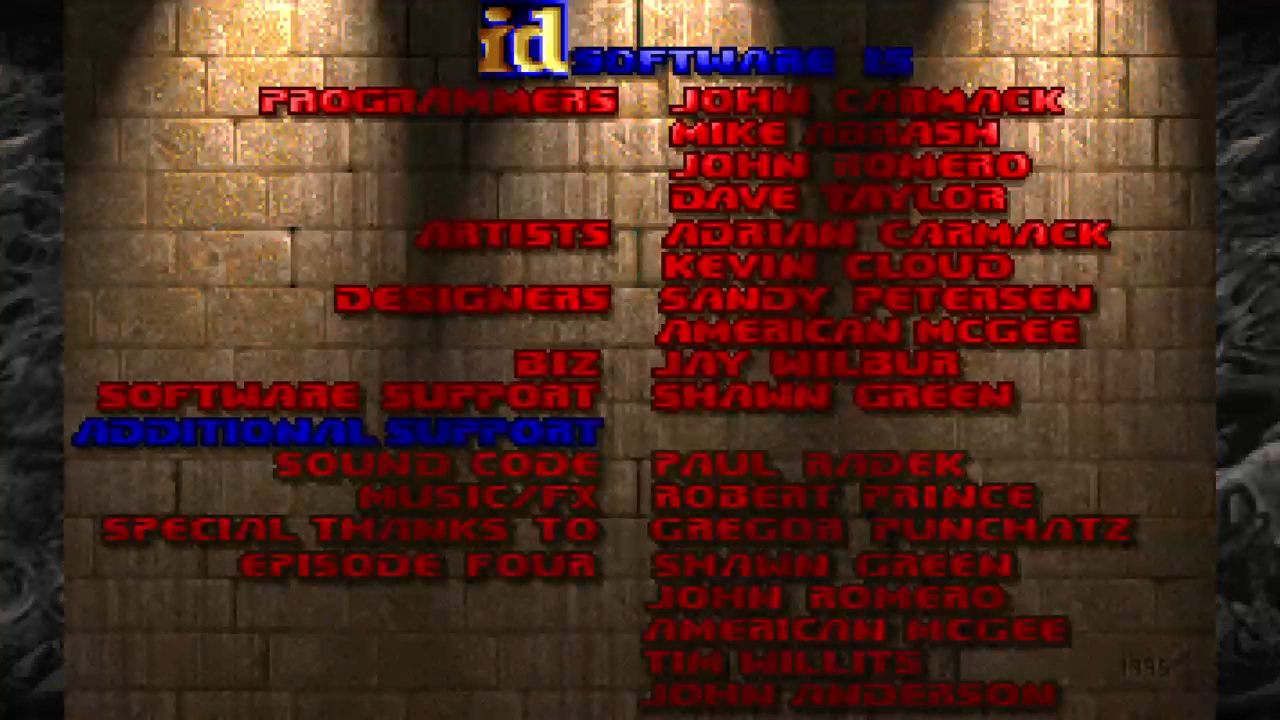 id SOFTWARE IS
PROGRAMMERS JOHN CARMACK
MIKE ABRASH
JOHN ROMERO
DAVE TAYLOR
ARTISTS ADRIAN CARMACK
KEVIN CLOUD
DESIGNERS SANDY PETERSEN
AMERICAN MCGEE
BIZ JAY WILBUR
SOFTWARE SUPPORT SHAWN GREEN
ADDITIONAL SUPPORT
SOUND CODE PAUL RADEK
MUSIC/FX ROBERT PRINCE
SPECIAL THANKS TO GREGOR PUNCHATZ
EPISODE FOUR SHAWN GREEN
JOHN ROMERO
AMERICAN MCGEE
TIM WILLITS
JOHN ANDERSON
1995